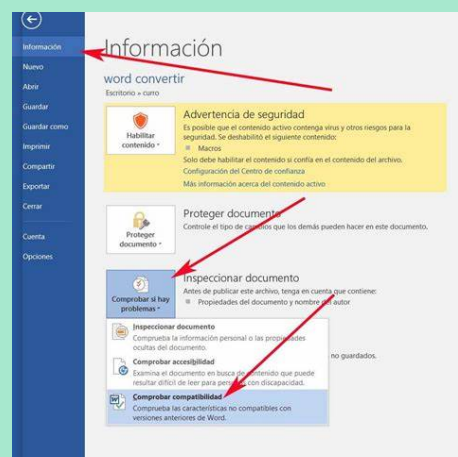 Información
Nuevo
Abrir
Guardar
Guardar como
Imprimir
Compartir
Exportar
Cerrar
Cuenta
Opciones
Información
word convertir
Escritorio » curro
Habilitar
contenido
Advertencia de seguridad
Es posible que el contenido activo contenga virus y otros riesgos para la
seguridad. Se deshabilitó el siguiente contenido:
Macros
Solo debe habilitar el contenido si confía en el contenido del archivo.
Configuración del Centro de confianza
Más información acerca del contenido activo
Proteger
documento
Proteger documento
Controle el tipo de cambios que los demás pueden hacer en este documento.
Comprobar si hay
problemas
Inspeccionar documento
Antes de publicar este archivo, tenga en cuenta que contiene:
Propiedades del documento y nombre del autor
Inspeccionar documento
Comprueba la información personal o las propiedades
ocultas del documento.
Comprobar accesibilidad
Examina el documento en busca de contenido que puede
resultar difícil de leer para personas con discapacidad.
Comprobar compatibilidad
Comprueba las características no compatibles con
versiones anteriores de Word.
no guardados.